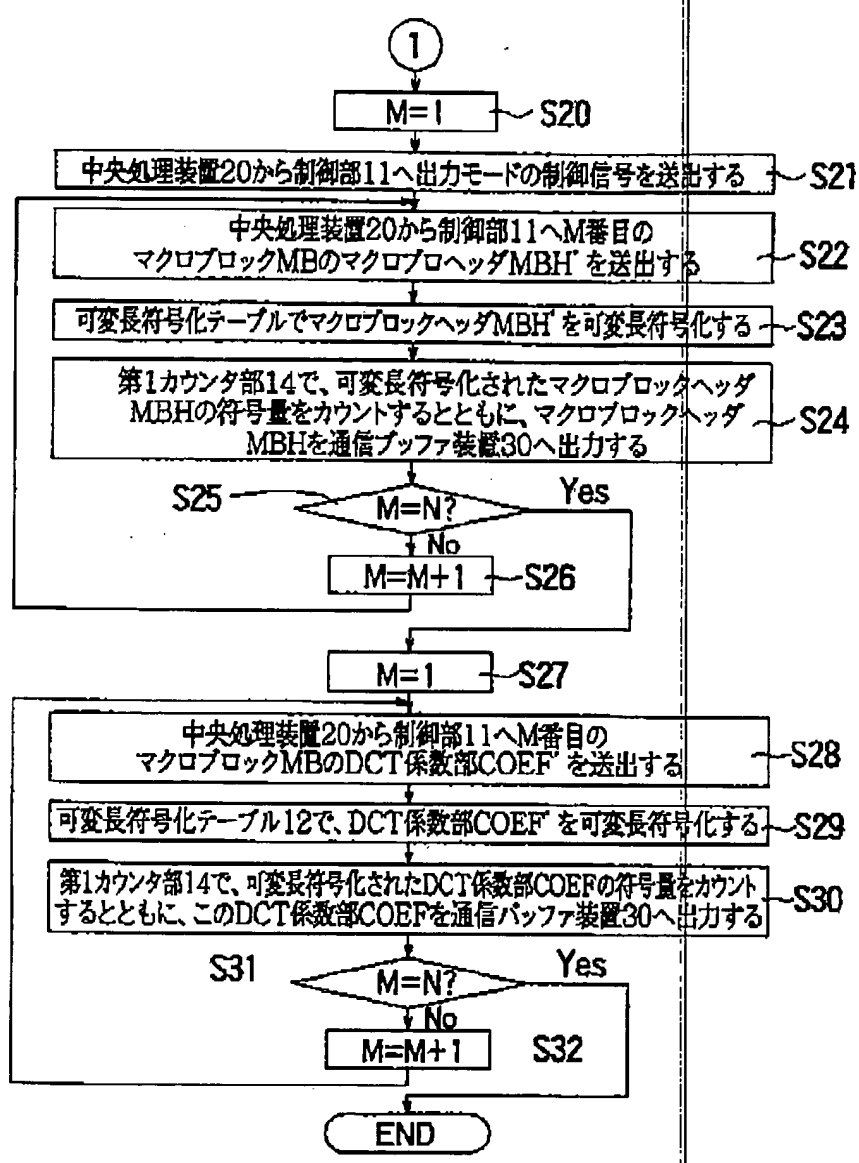 1
M=1 S20
中央処理装置20から制御部11へ出力モードの制御信号を送出する S21
中央処理装置20から制御部11へM番目の
マクロブロックMBのマクロブロヘッダMBH'を送出する S22
可変長符号化テーブルでマクロブロックヘッダMBH'を可変長符号化する S23
第1カウンタ部14で、可変長符号化されたマクロブロックヘッダ
MBHの符号量をカウントするとともに、マクロブロックヘッダ
MBHを通信ブッファ装置30へ出力する S24
S25 M=N? Yes
No
M=M+1 S26
M=1 S27
中央処理装置20から制御部11へM番目の
マクロブロックMBのDCT係数部COEF'を送出する S28
可変長符号化テーブル12で、DCT係数部COEF'を可変長符号化する S29
第1カウンタ部14で、可変長符号化されたDCT係数部COEFの符号量をカウント
するとともに、このDCT係数部COEFを通信バッファ装置30へ出力する S30
S31 M=N? Yes
No
M=M+1 S32
END